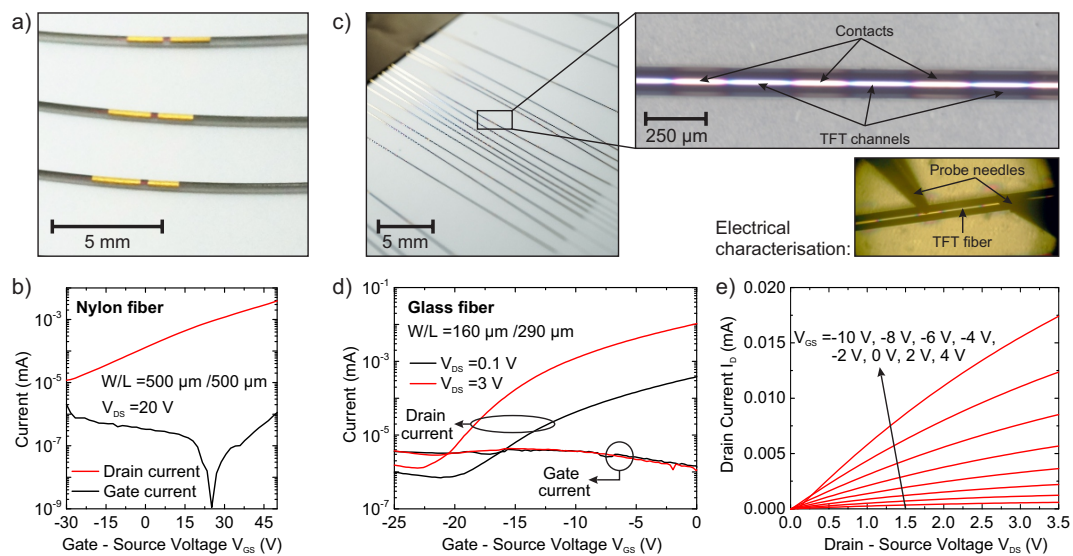 a)
5 mm
c)
5 mm
Contacts
250 µm
TFT channels
Probe needles
Electrical
characterisation:
TFT fiber
b)
Nylon fiber
W/L =500 µm /500 µm
V_DS =20 V
Drain current
Gate current
10^-3
10^-5
10^-7
10^-9
Current (mA)
-30 -15 0 15 30 45
Gate - Source Voltage V_GS (V)
d)
Glass fiber
W/L =160 µm /290 µm
V_DS =0.1 V
V_DS =3 V
Drain
current
Gate
current
10^-1
10^-3
10^-5
10^-7
Current (mA)
-25 -20 -15 -10 -5 0
Gate - Source Voltage V_GS (V)
e)
V_GS =-10 V, -8 V, -6 V, -4 V,
-2 V, 0 V, 2 V, 4 V
0.020
0.015
0.010
0.005
0.000
Drain Current I_D (mA)
0.0 0.5 1.0 1.5 2.0 2.5 3.0 3.5
Drain - Source Voltage V_DS (V)